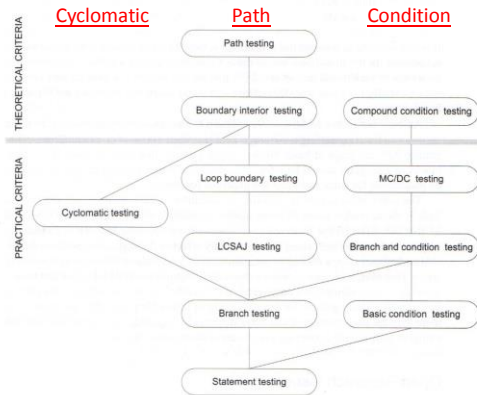 Cyclomatic Path Condition
THEORETICAL CRITERIA
Path testing
Boundary interior testing Compound condition testing
PRACTICAL CRITERIA
Loop boundary testing MC/DC testing
Cyclomatic testing
LCSAJ testing Branch and condition testing
Branch testing Basic condition testing
Statement testing